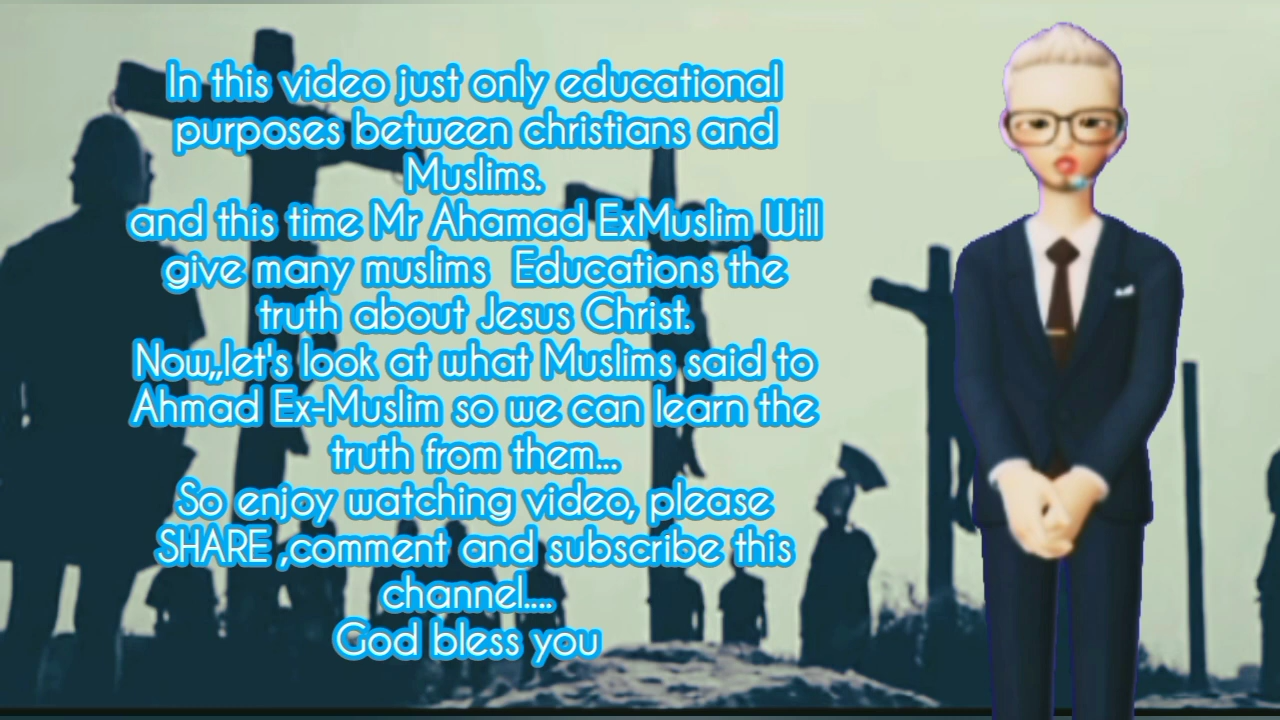 In this video just only educational
purposes between christians and
Muslims.
and this time Mr Ahamad ExMuslim Will
give many muslims Educations the
truth about Jesus Christ.
Now,,let's look at what Muslims said to
Ahmad Ex-Muslim so we can learn the
truth from them...
So enjoy watching video, please
SHARE ,comment and subscribe this
channel....
God bless you